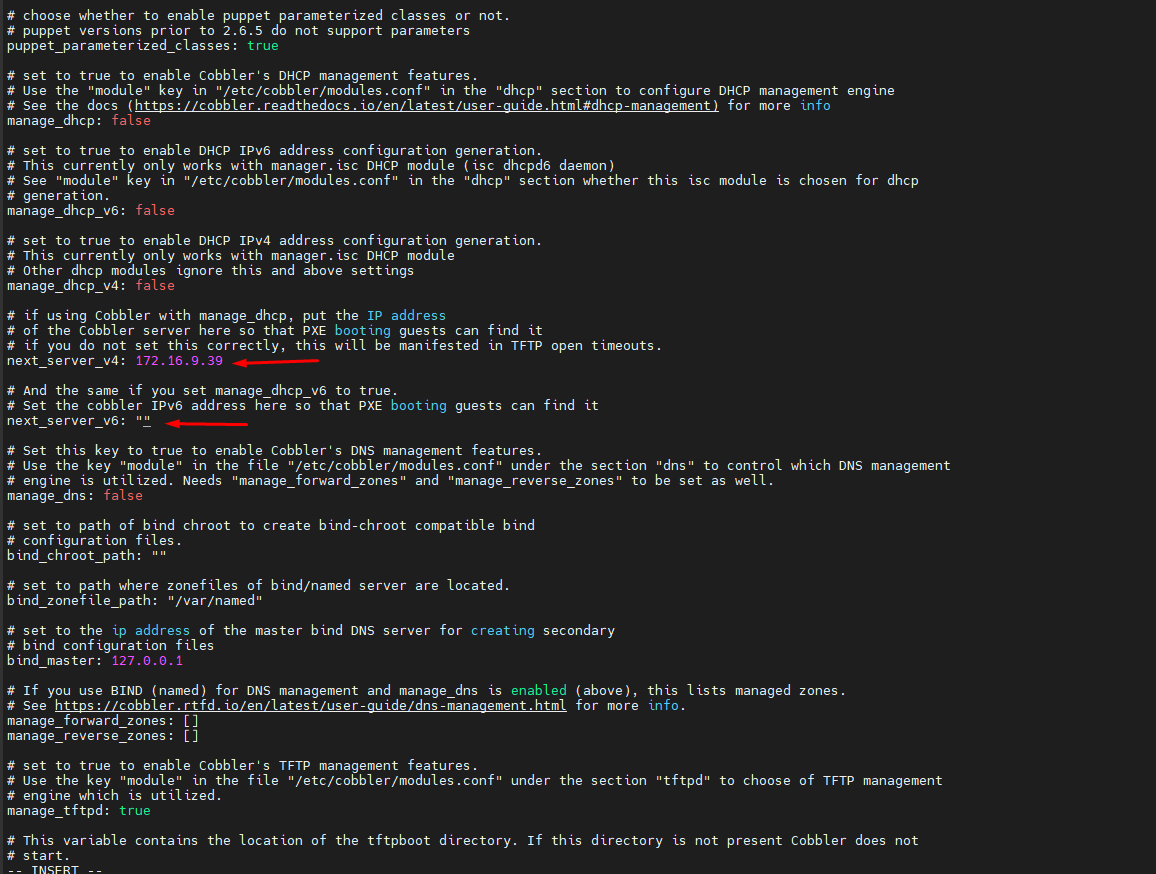 # choose whether to enable puppet parameterized classes or not.
# puppet versions prior to 2.6.5 do not support parameters
puppet_parameterized_classes: true
# set to true to enable Cobbler's DHCP management features.
# Use the "module" key in "/etc/cobbler/modules.conf" in the "dhcp" section to configure DHCP management engine
# See the docs (https://cobbler.readthedocs.io/en/latest/user-guide.html#dhcp-management) for more info
manage_dhcp: false
# set to true to enable DHCP IPv6 address configuration generation.
# This currently only works with manager.isc DHCP module (isc dhcpd6 daemon)
# See "module" key in "/etc/cobbler/modules.conf" in the "dhcp" section whether this isc module is chosen for dhcp
# generation.
manage_dhcp_v6: false
# set to true to enable DHCP IPv4 address configuration generation.
# This currently only works with manager.isc DHCP module
# Other dhcp modules ignore this and above settings
manage_dhcp_v4: false
# if using Cobbler with manage_dhcp, put the IP address
# of the Cobbler server here so that PXE booting guests can find it
# if you do not set this correctly, this will be manifested in TFTP open timeouts.
next_server_v4: 172.16.9.39
# And the same if you set manage_dhcp_v6 to true.
# Set the cobbler IPv6 address here so that PXE booting guests can find it
next_server_v6: ""
# Set this key to true to enable Cobbler's DNS management features.
# Use the key "module" in the file "/etc/cobbler/modules.conf" under the section "dns" to control which DNS management
# engine is utilized. Needs "manage_forward_zones" and "manage_reverse_zones" to be set as well.
manage_dns: false
# set to path of bind chroot to create bind-chroot compatible bind
# configuration files.
bind_chroot_path: ""
# set to path where zonefiles of bind/named server are located.
bind_zonefile_path: "/var/named"
# set to the ip address of the master bind DNS server for creating secondary
# bind configuration files
bind_master: 127.0.0.1
# If you use BIND (named) for DNS management and manage_dns is enabled (above), this lists managed zones.
# See https://cobbler.rtfd.io/en/latest/user-guide/dns-management.html for more info.
manage_forward_zones: []
manage_reverse_zones: []
# set to true to enable Cobbler's TFTP management features.
# Use the key "module" in the file "/etc/cobbler/modules.conf" under the section "tftpd" to choose of TFTP management
# engine which is utilized.
manage_tftpd: true
# This variable contains the location of the tftpboot directory. If this directory is not present Cobbler does not
# start.
-- INSERT --